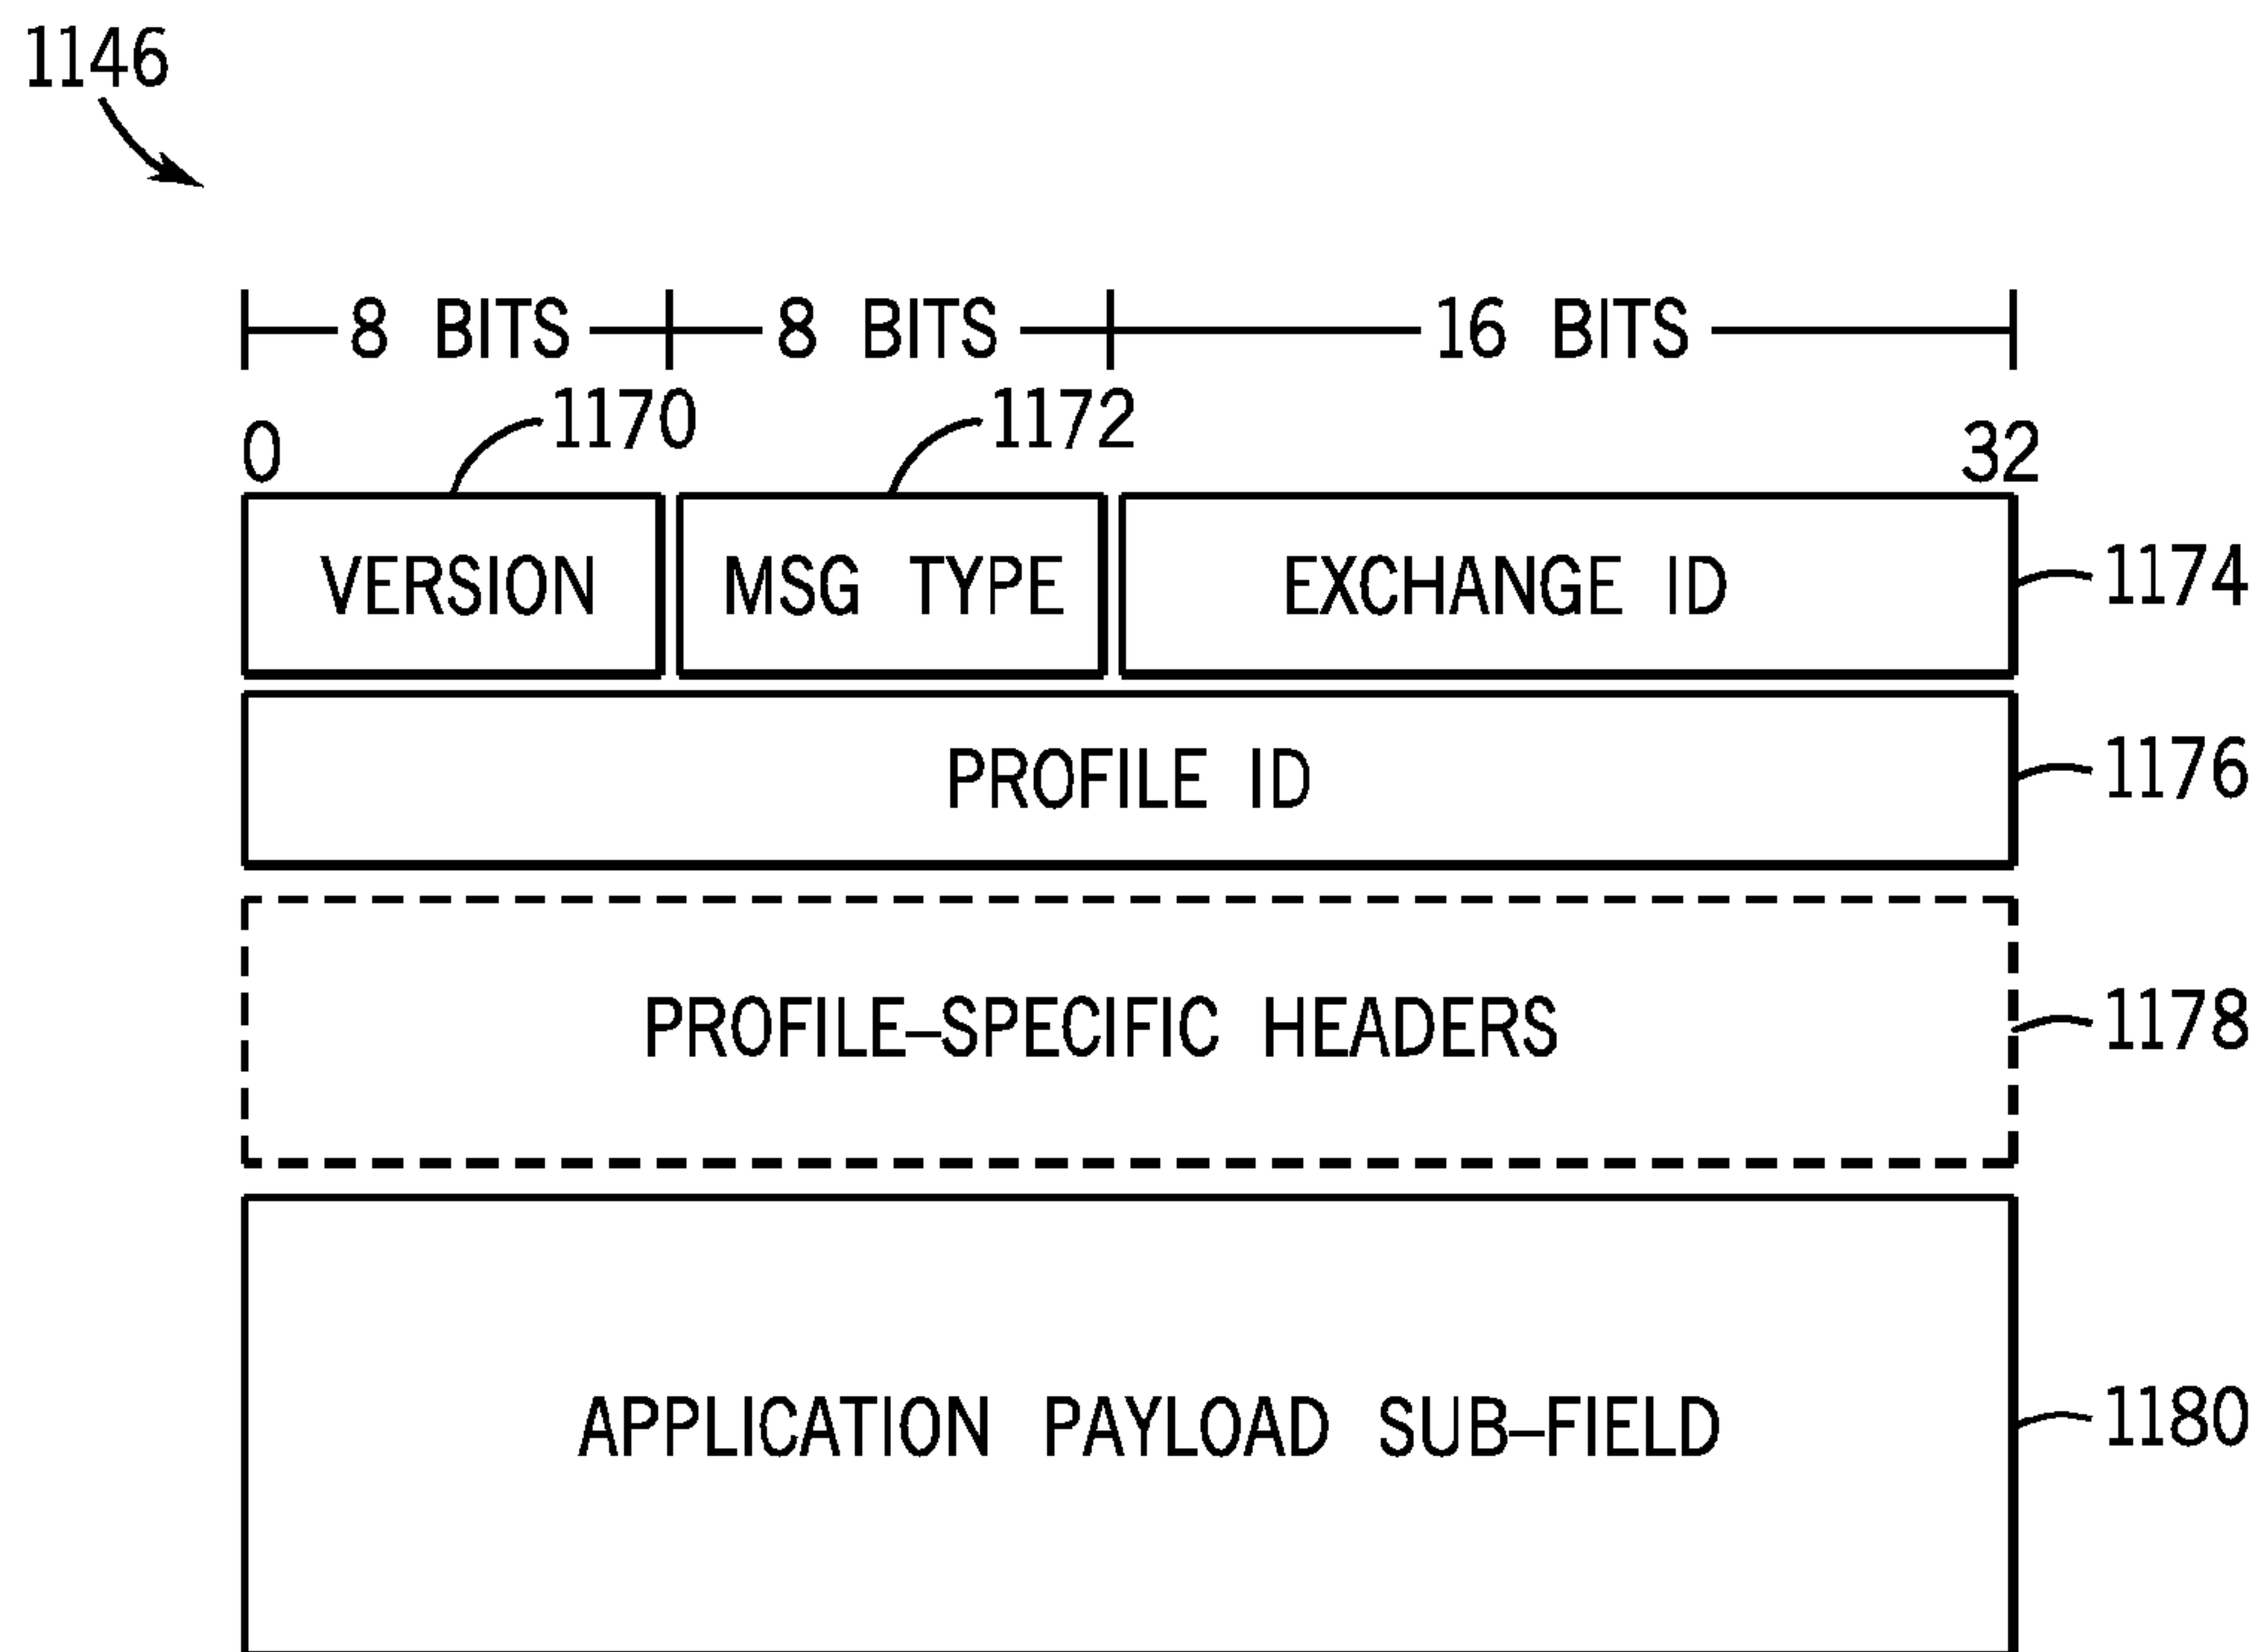 1146
8 BITS 8 BITS 16 BITS
1170 1172
0 32
VERSION MSG TYPE EXCHANGE ID 1174
PROFILE ID 1176
PROFILE–SPECIFIC HEADERS 1178
APPLICATION PAYLOAD SUB–FIELD 1180